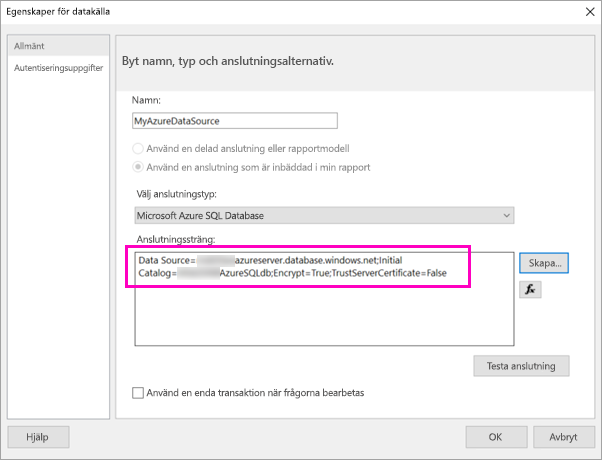 Egenskaper för datakälla
Allmänt
Autentiseringsuppgifter
Byt namn, typ och anslutningsalternativ.
Namn:
MyAzureDataSource
Använd en delad anslutning eller rapportmodell
Använd en anslutning som är inbäddad i min rapport
Välj anslutningstyp:
Microsoft Azure SQL Database
Anslutningssträng:
Data Source= azureserver.database.windows.net;Initial
Catalog= AzureSQLdb;Encrypt=True;TrustServerCertificate=False
Skapa...
fx
Testa anslutning
Använd en enda transaktion när frågorna bearbetas
Hjälp
OK
Avbryt